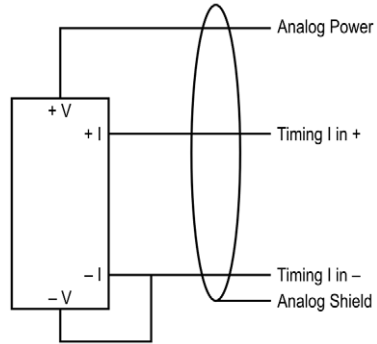 Analog Power
+ V
+ I
Timing I in +
– I
Timing I in –
– V
Analog Shield